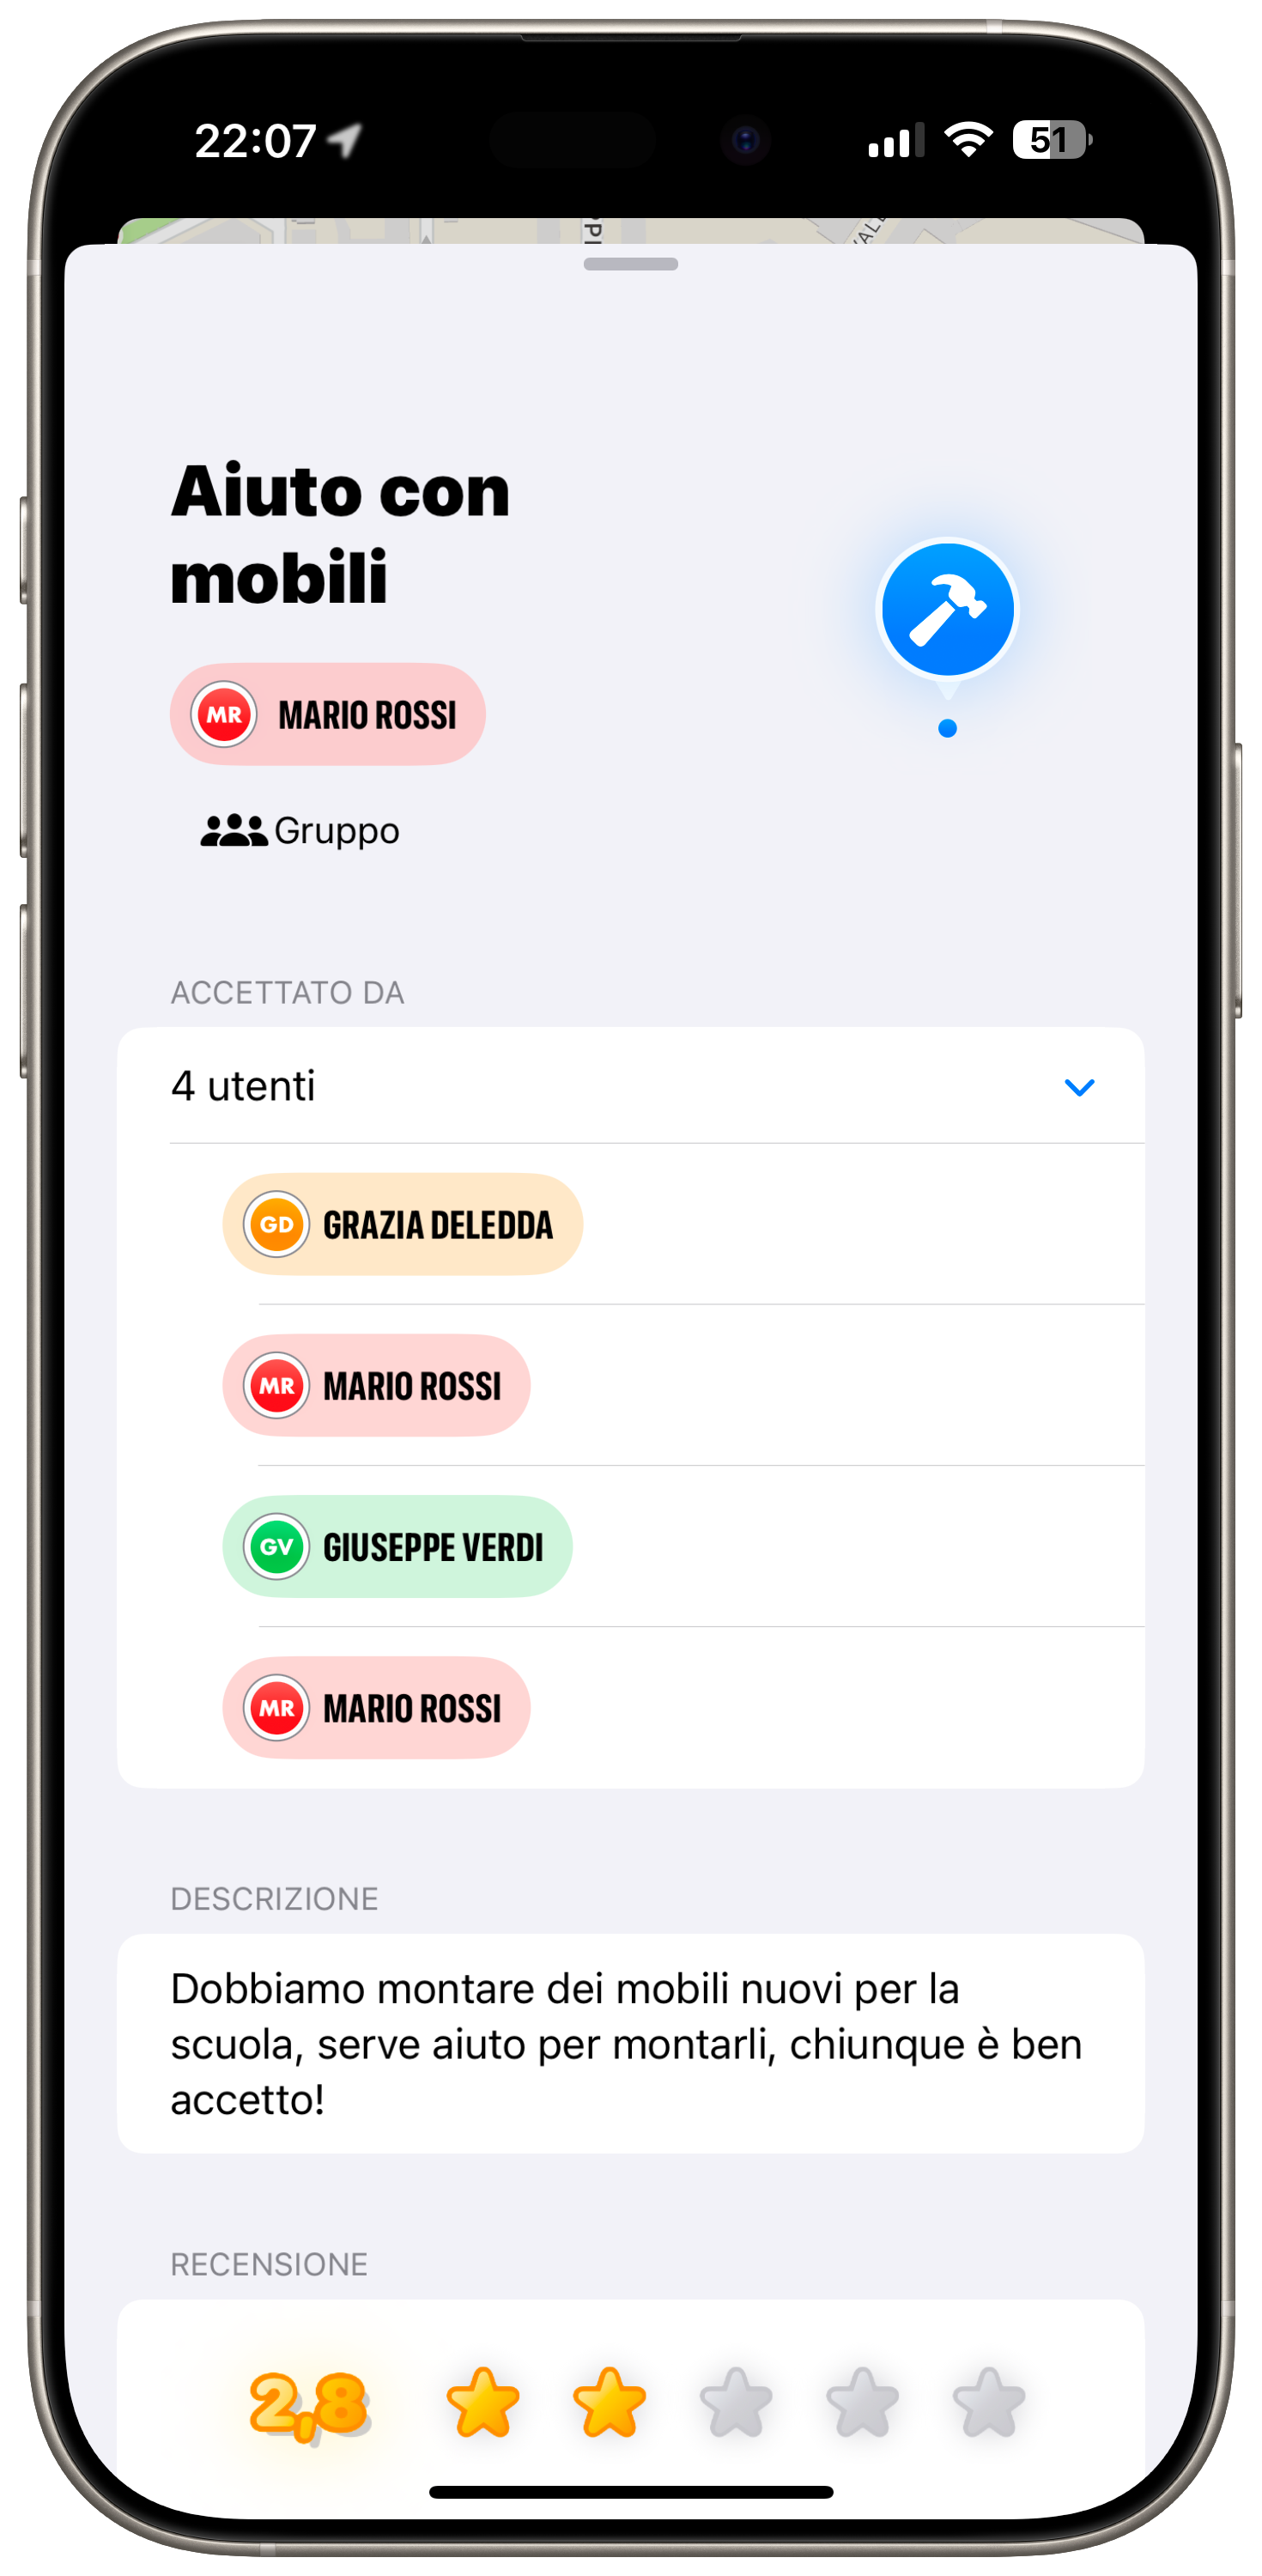 22:07
51
VALE
Aiuto con
mobili
MR MARIO ROSSI
Gruppo
ACCETTATO DA
4 utenti
GD GRAZIA DELEDDA
MR MARIO ROSSI
GV GIUSEPPE VERDI
MR MARIO ROSSI
DESCRIZIONE
Dobbiamo montare dei mobili nuovi per la
scuola, serve aiuto per montarli, chiunque è ben
accetto!
RECENSIONE
2,8